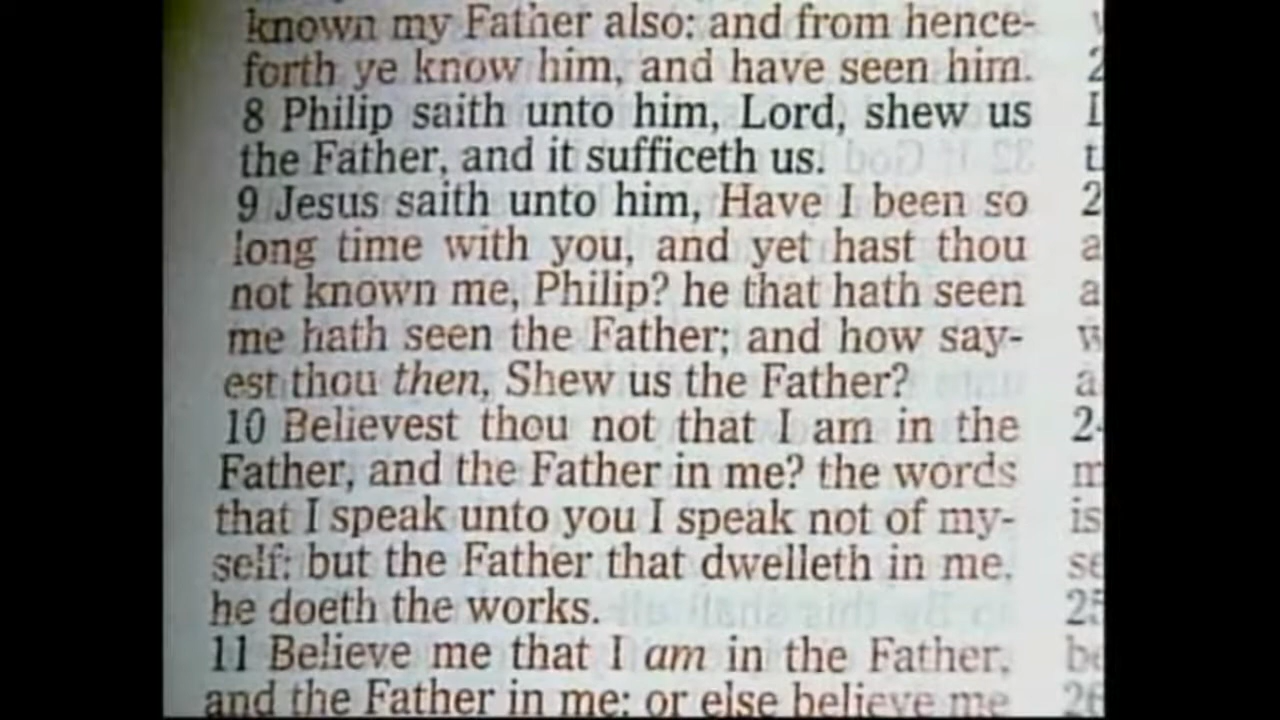 known my Father also: and from hence-
forth ye know him, and have seen him.
8 Philip saith unto him, Lord, shew us
the Father, and it sufficeth us.
9 Jesus saith unto him, Have I been so
long time with you, and yet hast thou
not known me, Philip? he that hath seen
me hath seen the Father; and how say-
est thou then, Shew us the Father?
10 Believest thou not that I am in the
Father, and the Father in me? the words
that I speak unto you I speak not of my-
self: but the Father that dwelleth in me,
he doeth the works.
11 Believe me that I am in the Father,
and the Father in me: or else believe me